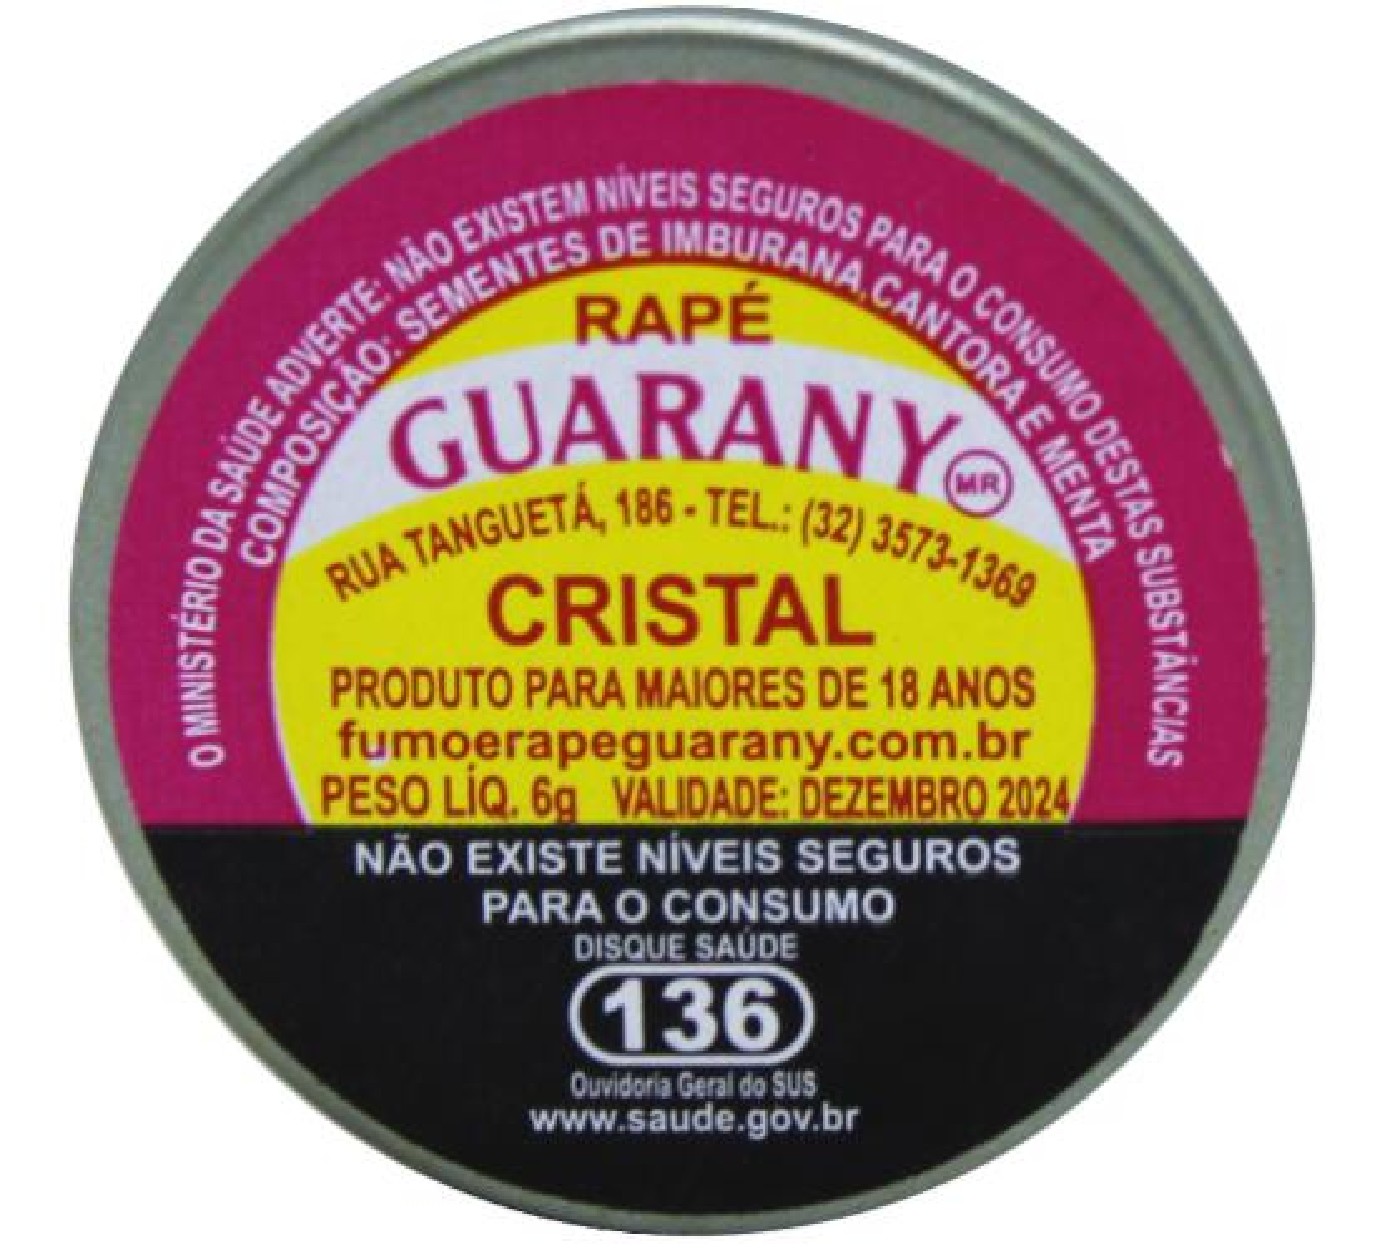 O MINISTÉRIO DA SAÚDE ADVERTE: NÃO EXISTEM NÍVEIS SEGUROS PARA O CONSUMO DESTAS SUBSTÂNCIAS
COMPOSIÇÃO: SEMENTES DE IMBURANA, CANTORA E MENTA
RAPÉ
GUARANY MR
RUA TANGUETÁ, 186 - TEL.: (32) 3573-1369
CRISTAL
PRODUTO PARA MAIORES DE 18 ANOS
fumoerapeguarany.com.br
PESO LÍQ. 6g VALIDADE: DEZEMBRO 2024
NÃO EXISTE NÍVEIS SEGUROS
PARA O CONSUMO
DISQUE SAÚDE
136
Ouvidoria Geral do SUS
www.saude.gov.br